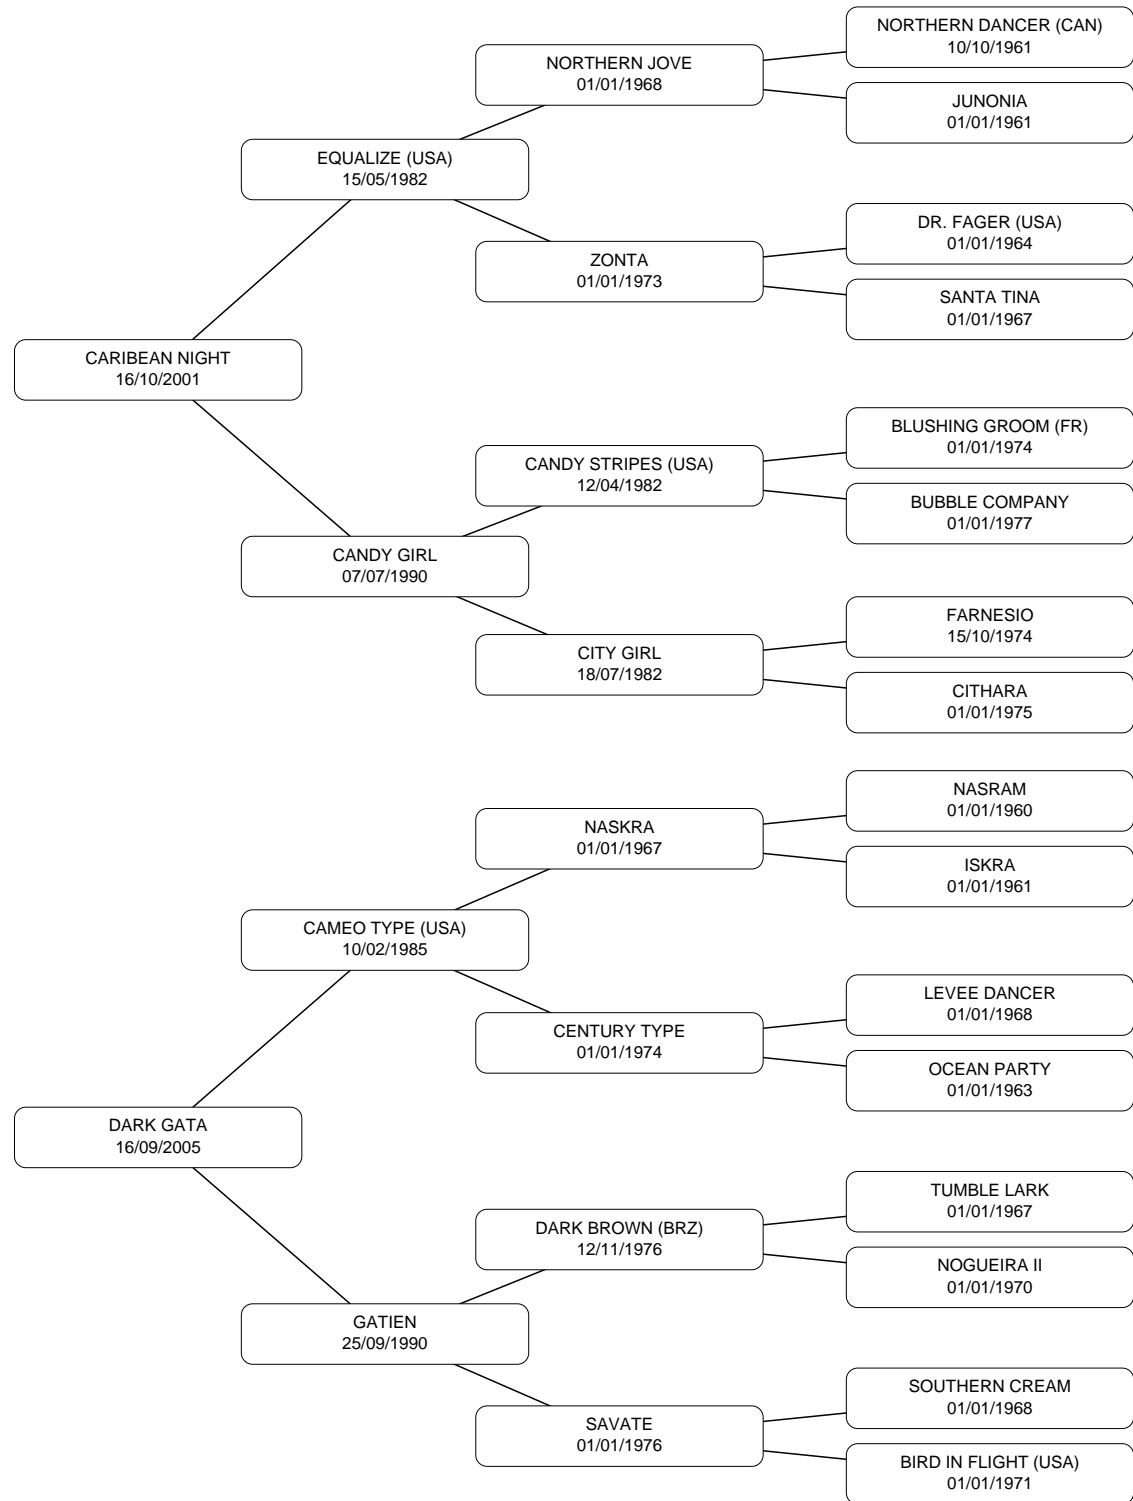 NORTHERN DANCER (CAN)
10/10/1961
NORTHERN JOVE
01/01/1968
JUNONIA
01/01/1961
EQUALIZE (USA)
15/05/1982
DR. FAGER (USA)
01/01/1964
ZONTA
01/01/1973
SANTA TINA
01/01/1967
CARIBEAN NIGHT
16/10/2001
BLUSHING GROOM (FR)
01/01/1974
CANDY STRIPES (USA)
12/04/1982
BUBBLE COMPANY
01/01/1977
CANDY GIRL
07/07/1990
FARNESIO
15/10/1974
CITY GIRL
18/07/1982
CITHARA
01/01/1975
NASRAM
01/01/1960
NASKRA
01/01/1967
ISKRA
01/01/1961
CAMEO TYPE (USA)
10/02/1985
LEVEE DANCER
01/01/1968
CENTURY TYPE
01/01/1974
OCEAN PARTY
01/01/1963
DARK GATA
16/09/2005
TUMBLE LARK
01/01/1967
DARK BROWN (BRZ)
12/11/1976
NOGUEIRA II
01/01/1970
GATIEN
25/09/1990
SOUTHERN CREAM
01/01/1968
SAVATE
01/01/1976
BIRD IN FLIGHT (USA)
01/01/1971